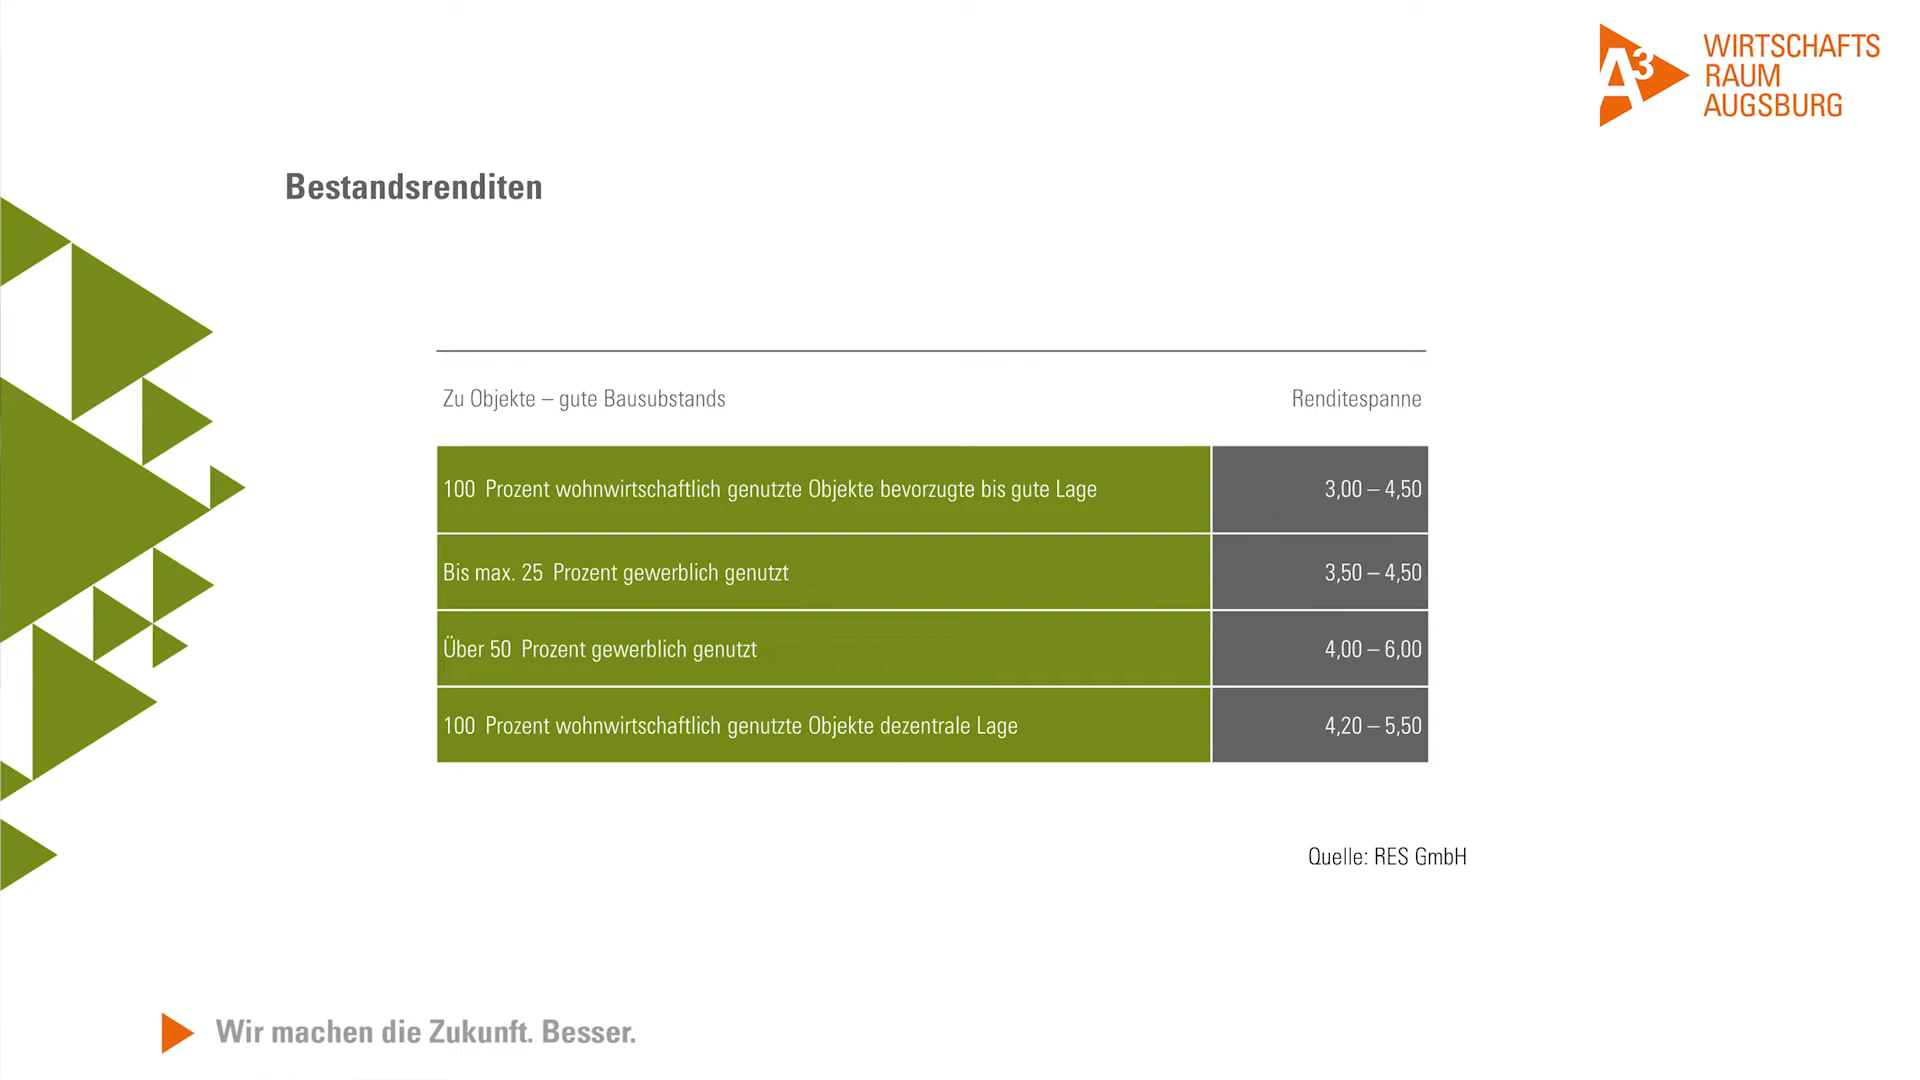 A³
WIRTSCHAFTS
RAUM
AUGSBURG
Bestandsrenditen
Zu Objekte – gute Bausubstands Renditespanne
100 Prozent wohnwirtschaftlich genutzte Objekte bevorzugte bis gute Lage 3,00 – 4,50
Bis max. 25 Prozent gewerblich genutzt 3,50 – 4,50
Über 50 Prozent gewerblich genutzt 4,00 – 6,00
100 Prozent wohnwirtschaftlich genutzte Objekte dezentrale Lage 4,20 – 5,50
Quelle: RES GmbH
Wir machen die Zukunft. Besser.